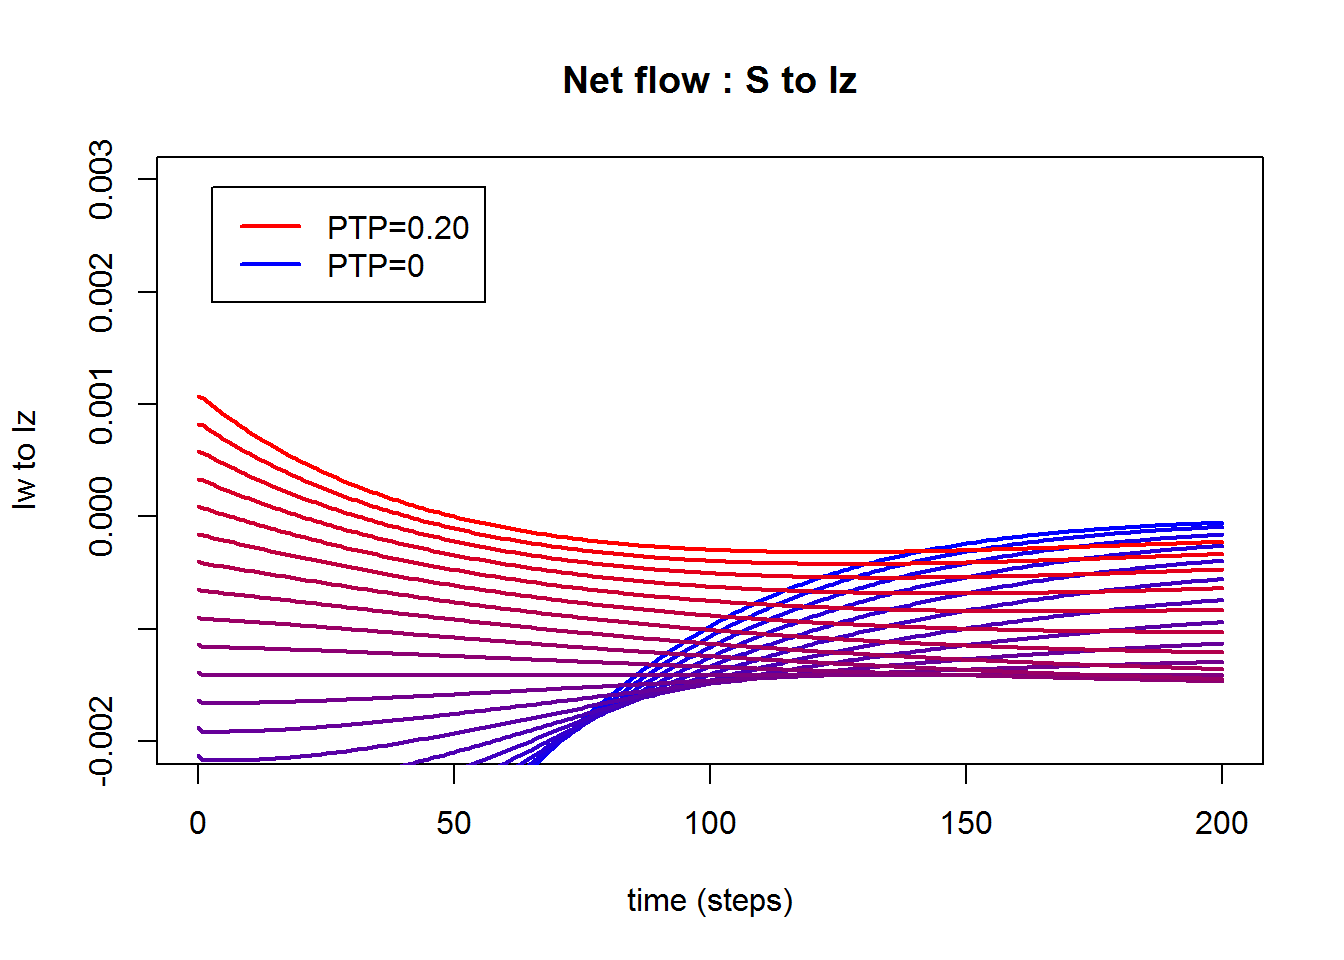 Net flow : S to Iz
Iw to Iz
0.003
0.002
0.001
0.000
-0.002
PTP=0.20
PTP=0
0 50 100 150 200
time (steps)